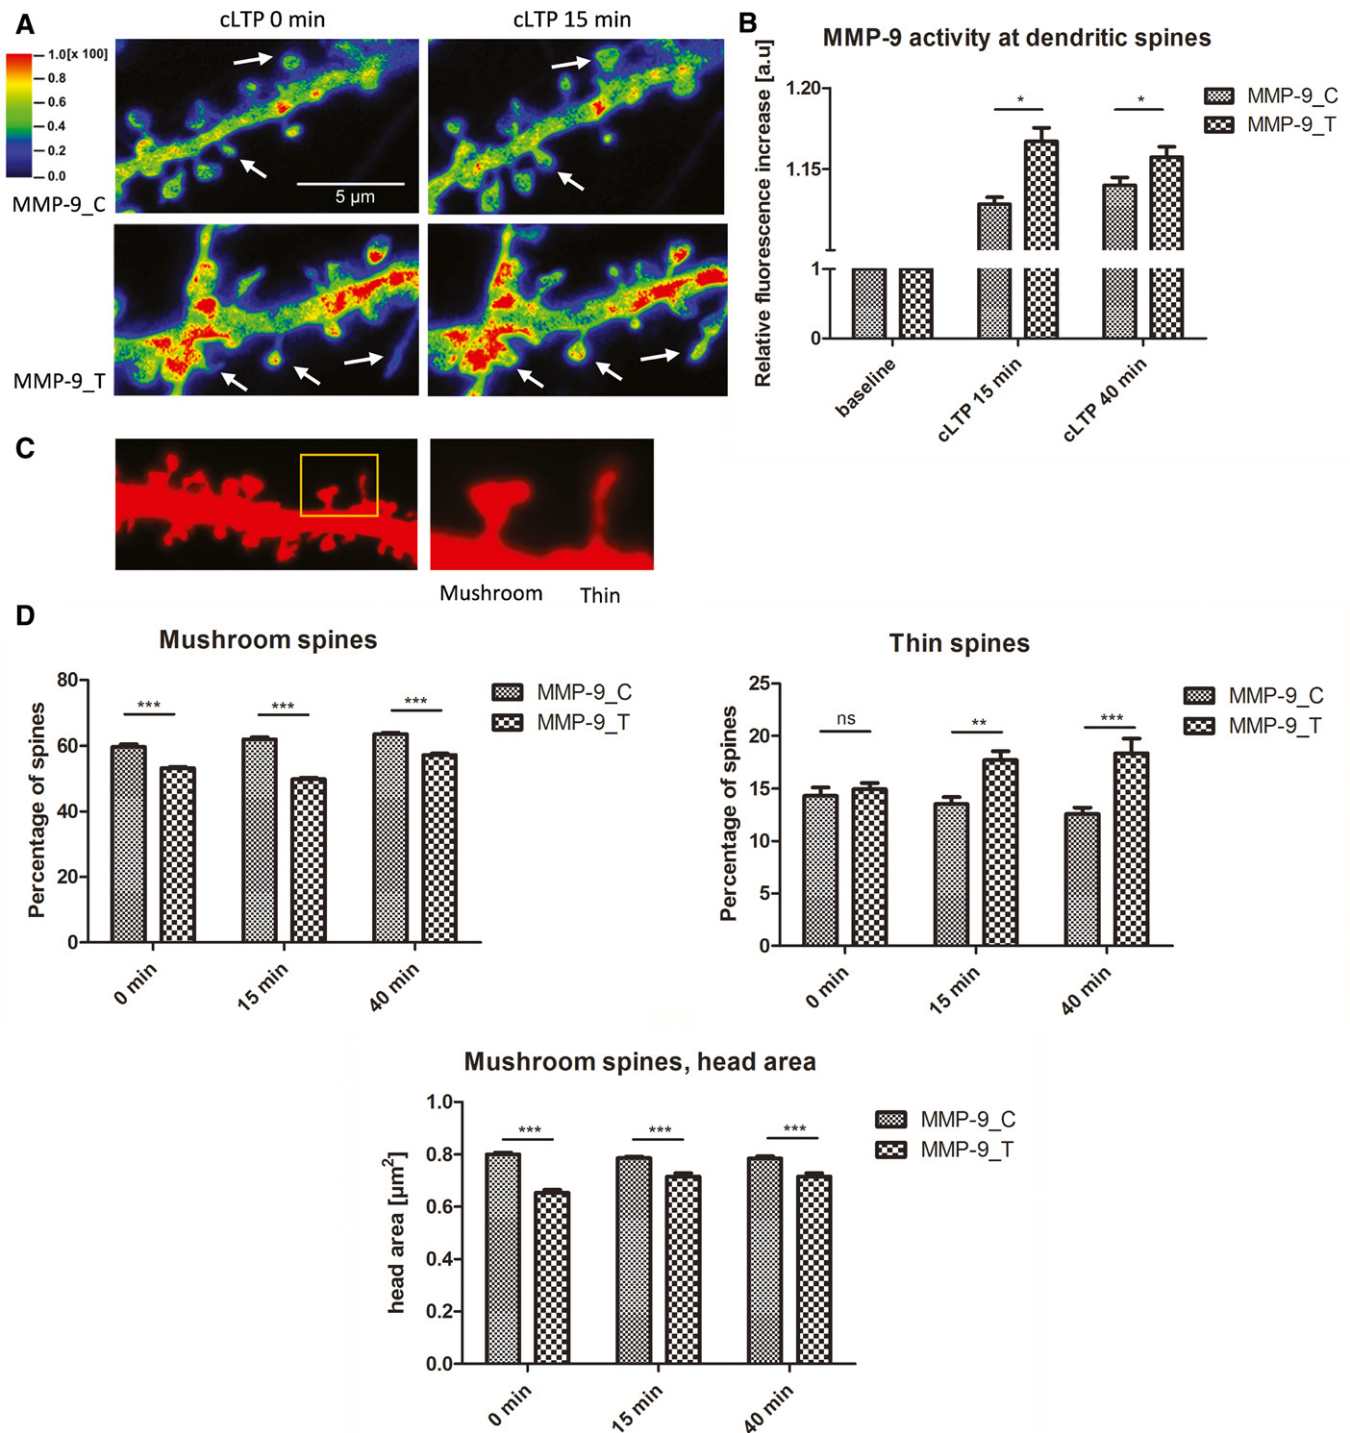 A
cLTP 0 min
cLTP 15 min
1.0[x 100]
0.8
0.6
0.4
0.2
0.0
MMP-9_C
5 µm
MMP-9_T
B
MMP-9 activity at dendritic spines
Relative fluorescence increase [a.u]
1.20
1.15
1
0
*
*
MMP-9_C
MMP-9_T
baseline
cLTP 15 min
cLTP 40 min
C
Mushroom
Thin
D
Mushroom spines
Percentage of spines
80
60
40
20
0
***
***
***
MMP-9_C
MMP-9_T
0 min
15 min
40 min
Thin spines
Percentage of spines
25
20
15
10
5
0
ns
**
***
MMP-9_C
MMP-9_T
0 min
15 min
40 min
Mushroom spines, head area
head area [µm²]
1.0
0.8
0.6
0.4
0.2
0.0
***
***
***
MMP-9_C
MMP-9_T
0 min
15 min
40 min